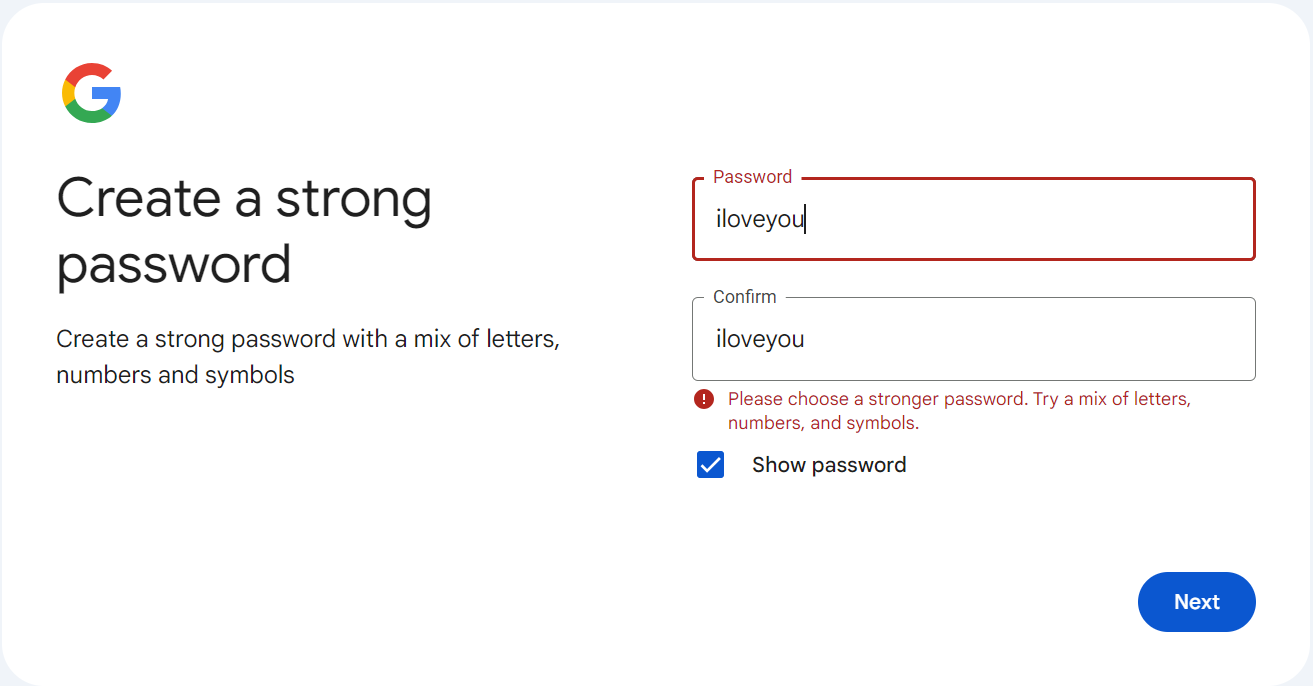 Create a strong
password
Create a strong password with a mix of letters,
numbers and symbols
Password
iloveyou
Confirm
iloveyou
Please choose a stronger password. Try a mix of letters,
numbers, and symbols.
Show password
Next